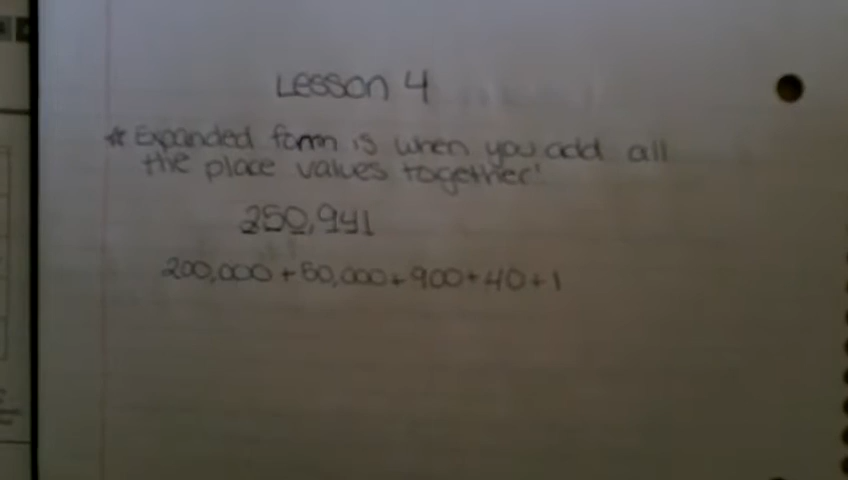 Lesson 4
* Expanded form is when you add all
the place values together!
250,941
200,000 + 50,000 + 900 + 40 + 1